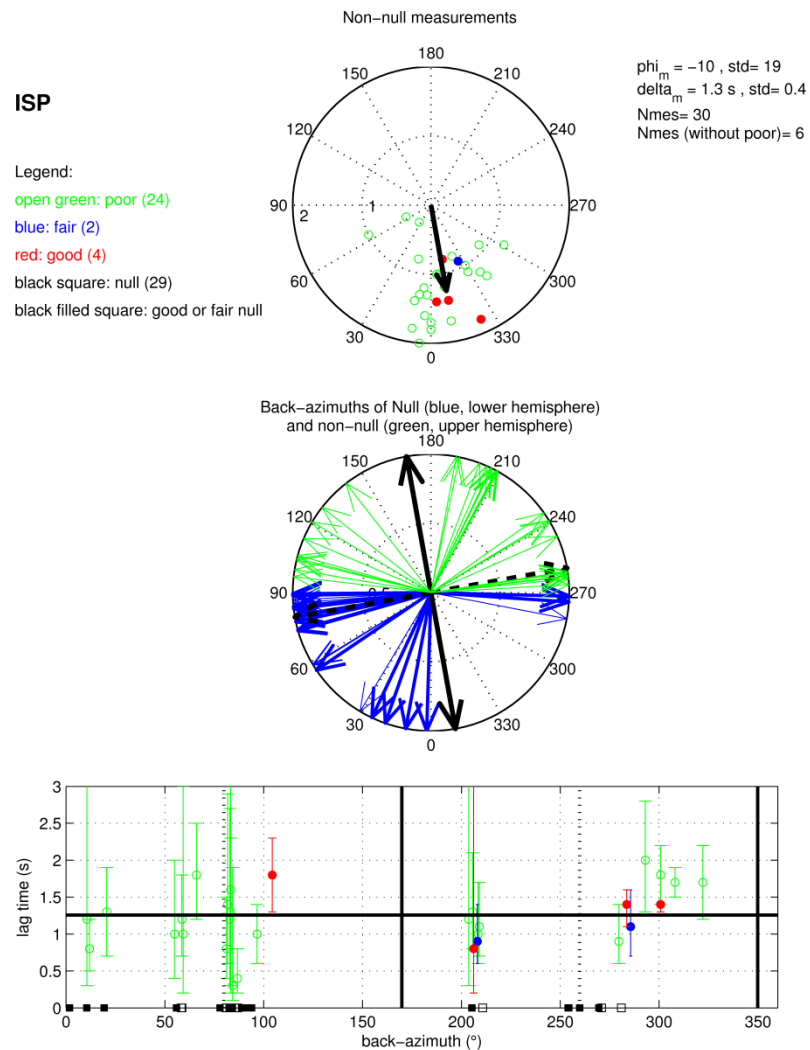 Non-null measurements
180
150
210
120
240
90
270
60
300
30
330
0
1
2
phi_m = -10 , std= 19
delta_m = 1.3 s , std= 0.4
Nmes= 30
Nmes (without poor)= 6
ISP
Legend:
open green: poor (24)
blue: fair (2)
red: good (4)
black square: null (29)
black filled square: good or fair null
Back-azimuths of Null (blue, lower hemisphere)
and non-null (green, upper hemisphere)
180
150
210
120
240
90
270
60
300
30
330
0
3
2.5
2
1.5
1
0.5
0
lag time (s)
0 50 100 150 200 250 300 350
back-azimuth (°)